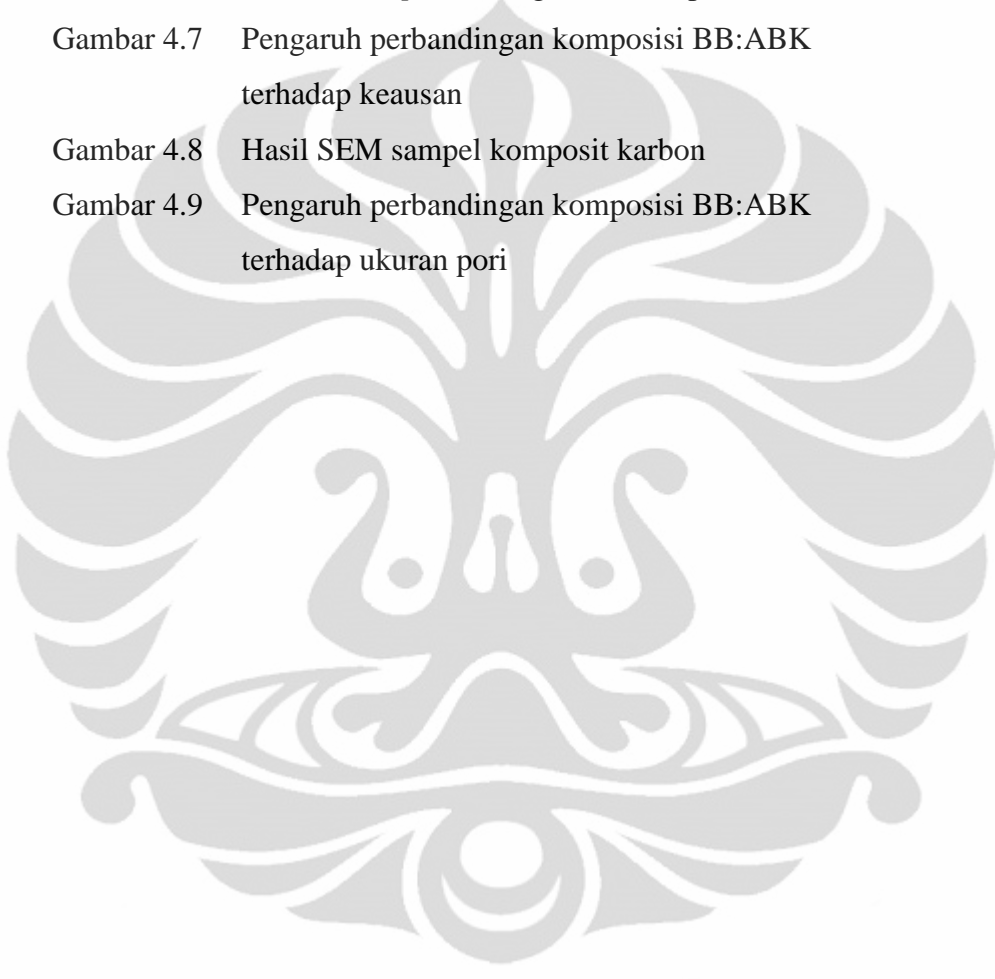 Gambar 4.7 Pengaruh perbandingan komposisi BB:ABK
terhadap keausan
Gambar 4.8 Hasil SEM sampel komposit karbon
Gambar 4.9 Pengaruh perbandingan komposisi BB:ABK
terhadap ukuran pori